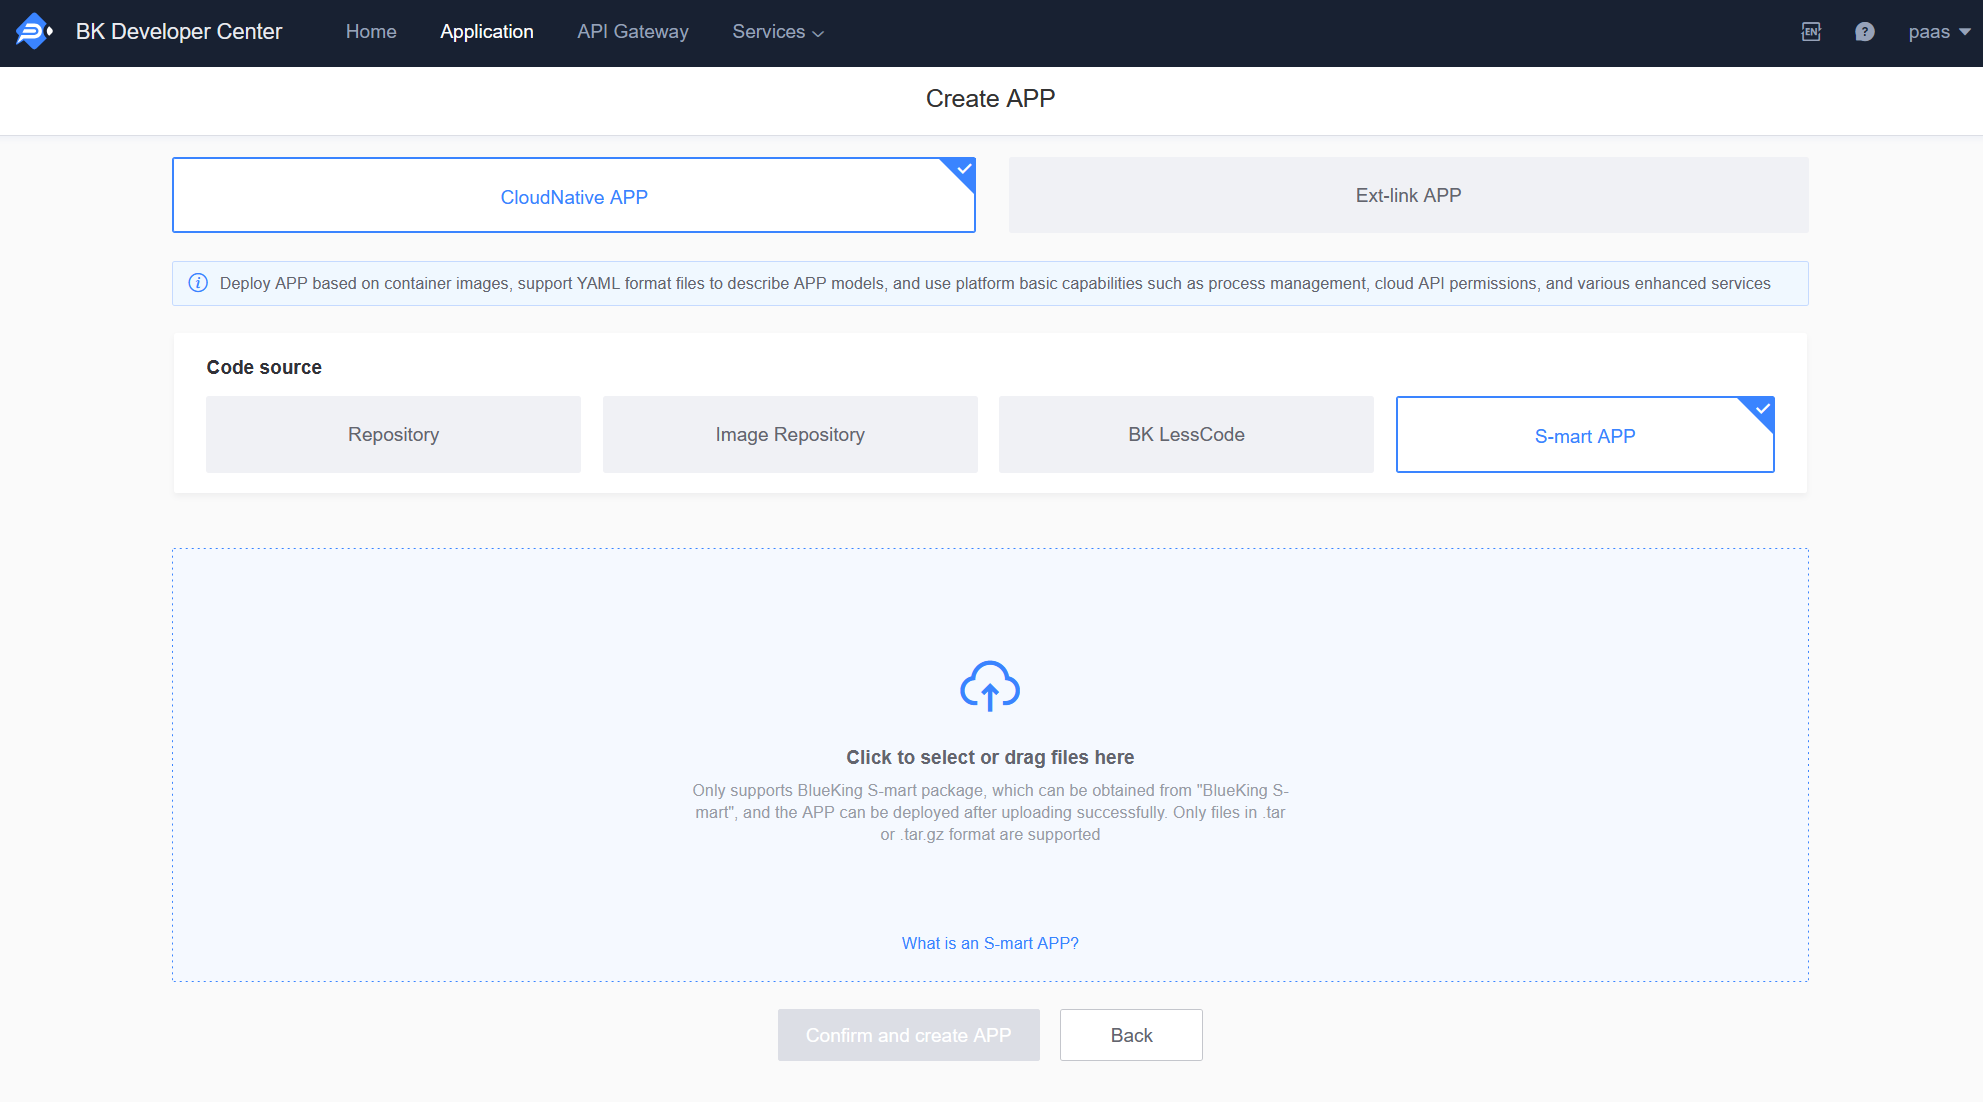 BK Developer Center Home Application API Gateway Services EN ? paas
Create APP
CloudNative APP Ext-link APP
i Deploy APP based on container images, support YAML format files to describe APP models, and use platform basic capabilities such as process management, cloud API permissions, and various enhanced services
Code source
Repository Image Repository BK LessCode S-mart APP
Click to select or drag files here
Only supports BlueKing S-mart package, which can be obtained from "BlueKing S-
mart", and the APP can be deployed after uploading successfully. Only files in .tar
or .tar.gz format are supported
What is an S-mart APP?
Confirm and create APP Back